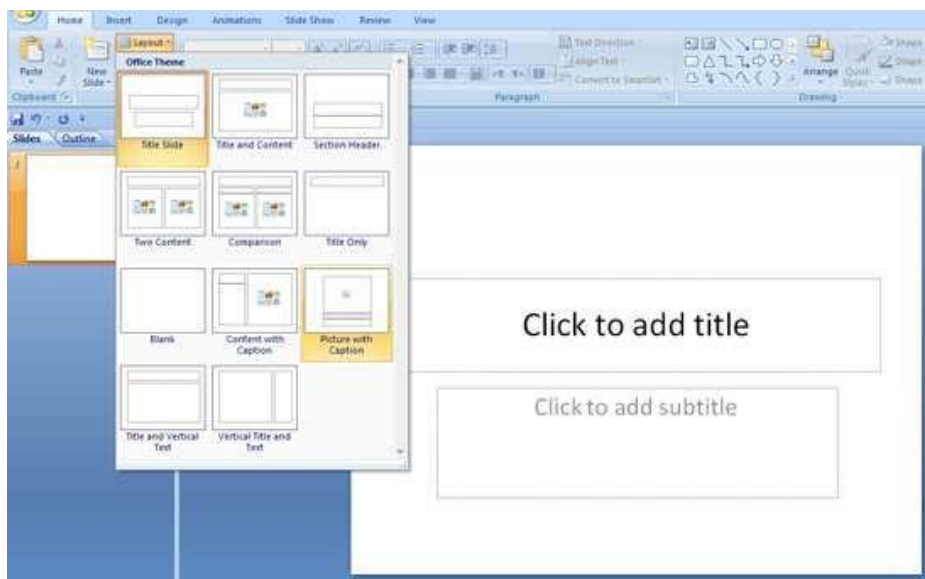 Home Insert Design Animations Slide Show Review View
Layout
Text Direction
Align Text
Convert to SmartArt
Paste
New
Slide
Arrange
Quick
Styles
Shape
Shape
Shape
Clipboard
Paragraph
Drawing
Slides Outline
Office Theme
Title Slide
Title and Content
Section Header
Two Content
Comparison
Title Only
Blank
Content with
Caption
Picture with
Caption
Title and Vertical
Text
Vertical Title and
Text
Click to add title
Click to add subtitle